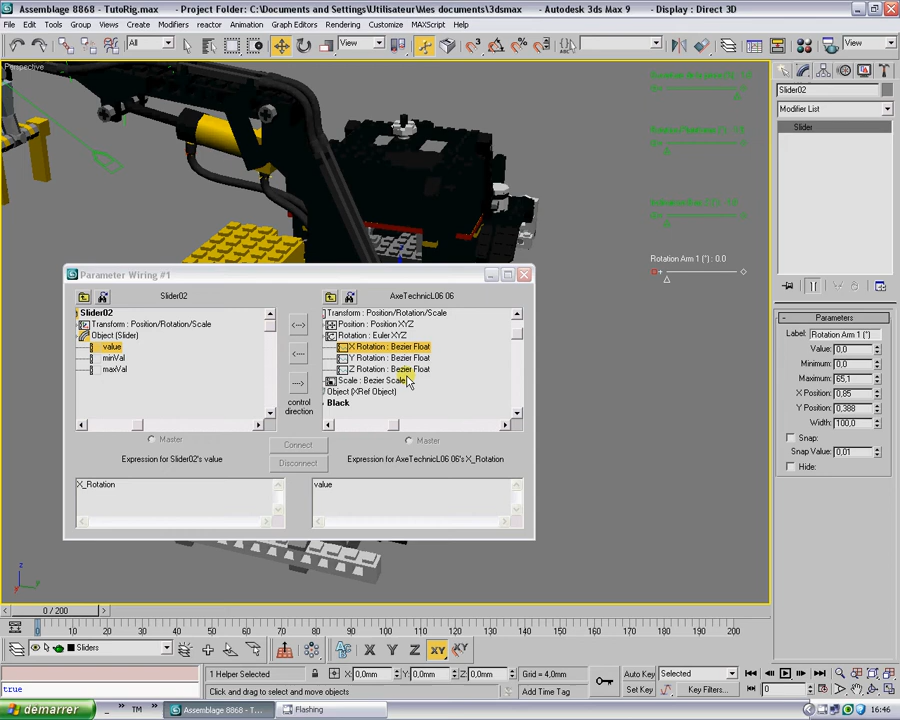 Assemblage 8868 - TutoRig.max - Project Folder: C:\Documents and Settings\Utilisateur\Mes documents\3dsmax - Autodesk 3ds Max 9 - Display : Direct 3D
File Edit Tools Group Views Create Modifiers reactor Animation Graph Editors Rendering Customize MAXScript Help
All View View
Perspective
Slider02
Modifier List
Slider
Rotation Arm 1 (°) : 0.0
Parameter Wiring #1
Slider02 AxeTechnicL06 06
Slider02
Transform : Position/Rotation/Scale
Object (Slider)
value
minVal
maxVal
Transform : Position/Rotation/Scale
Position : Position XYZ
Rotation : Euler XYZ
X Rotation : Bezier Float
Y Rotation : Bezier Float
Z Rotation : Bezier Float
Scale : Bezier Scale
Object (XRef Object)
Black
<--->
<----
---->
control
direction
Master
Master
Connect
Disconnect
Expression for Slider02's value
Expression for AxeTechnicL06 06's X_Rotation
X_Rotation
value
Parameters
Label: Rotation Arm 1 (°)
Value: 0,0
Minimum: 0,0
Maximum: 65,1
X Position: 0,85
Y Position: 0,388
Width: 100,0
Snap:
Snap Value: 0,01
Hide:
z
x
0 / 200
0 10 20 30 40 50 60 70 80 90 100 110 120 130 140 150 160 170 180 190 200
Sliders
X Y Z XY XY
true
1 Helper Selected
X 0,0mm Y 0,0mm Z 0,0mm
Grid = 4,0mm
Click and drag to select and move objects
Add Time Tag
Auto Key Selected
Set Key Key Filters...
0
démarrer
TM
Assemblage 8868 - T...
Flashing
16:46